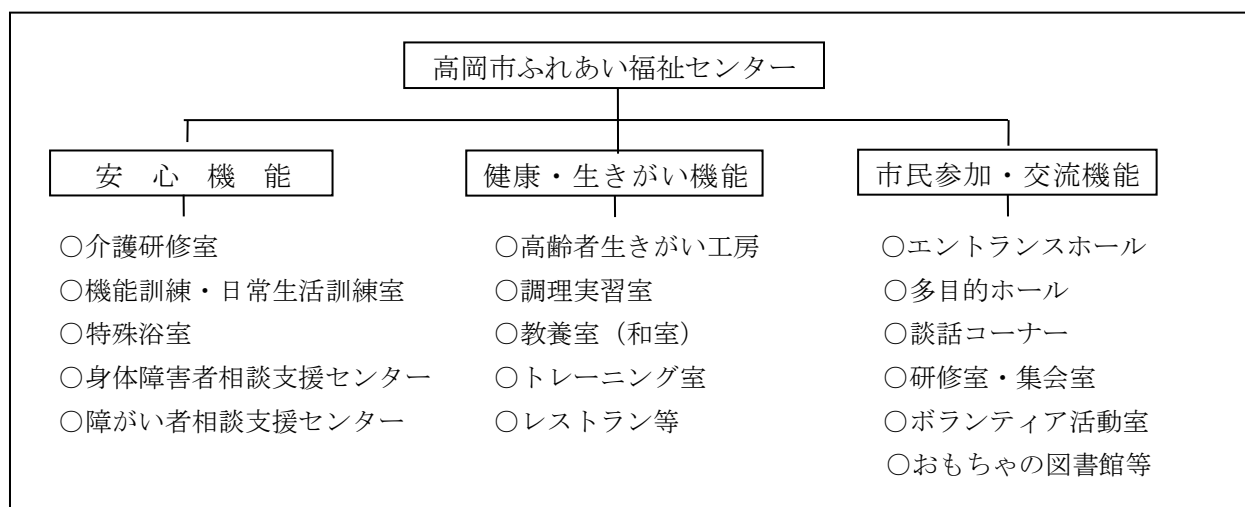 高岡市ふれあい福祉センター
安心機能
○介護研修室
○機能訓練・日常生活訓練室
○特殊浴室
○身体障害者相談支援センター
○障がい者相談支援センター
健康・生きがい機能
○高齢者生きがい工房
○調理実習室
○教養室（和室）
○トレーニング室
○レストラン等
市民参加・交流機能
○エントランスホール
○多目的ホール
○談話コーナー
○研修室・集会室
○ボランティア活動室
○おもちゃの図書館等